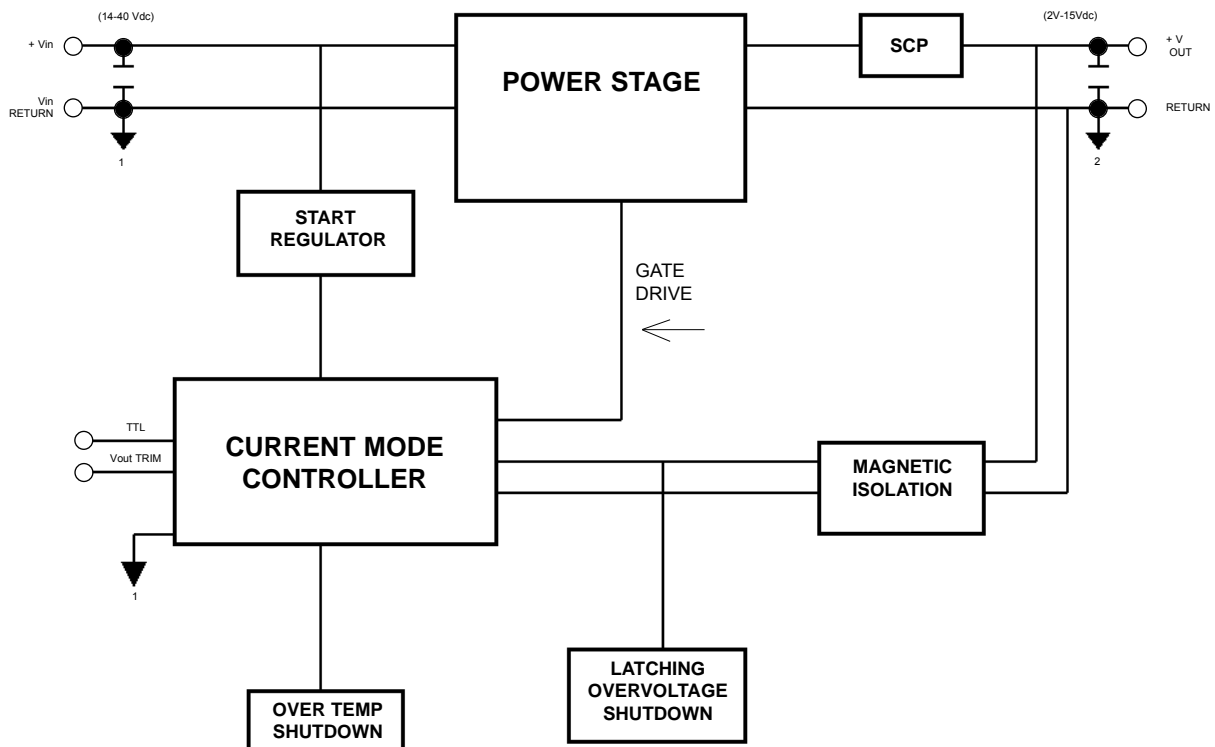 (14-40 Vdc)
(2V-15Vdc)
+ Vin
SCP
+ V
OUT
POWER STAGE
Vin
RETURN
RETURN
1
2
START
REGULATOR
GATE
DRIVE
TTL
Vout TRIM
CURRENT MODE
CONTROLLER
MAGNETIC
ISOLATION
1
LATCHING
OVERVOLTAGE
SHUTDOWN
OVER TEMP
SHUTDOWN